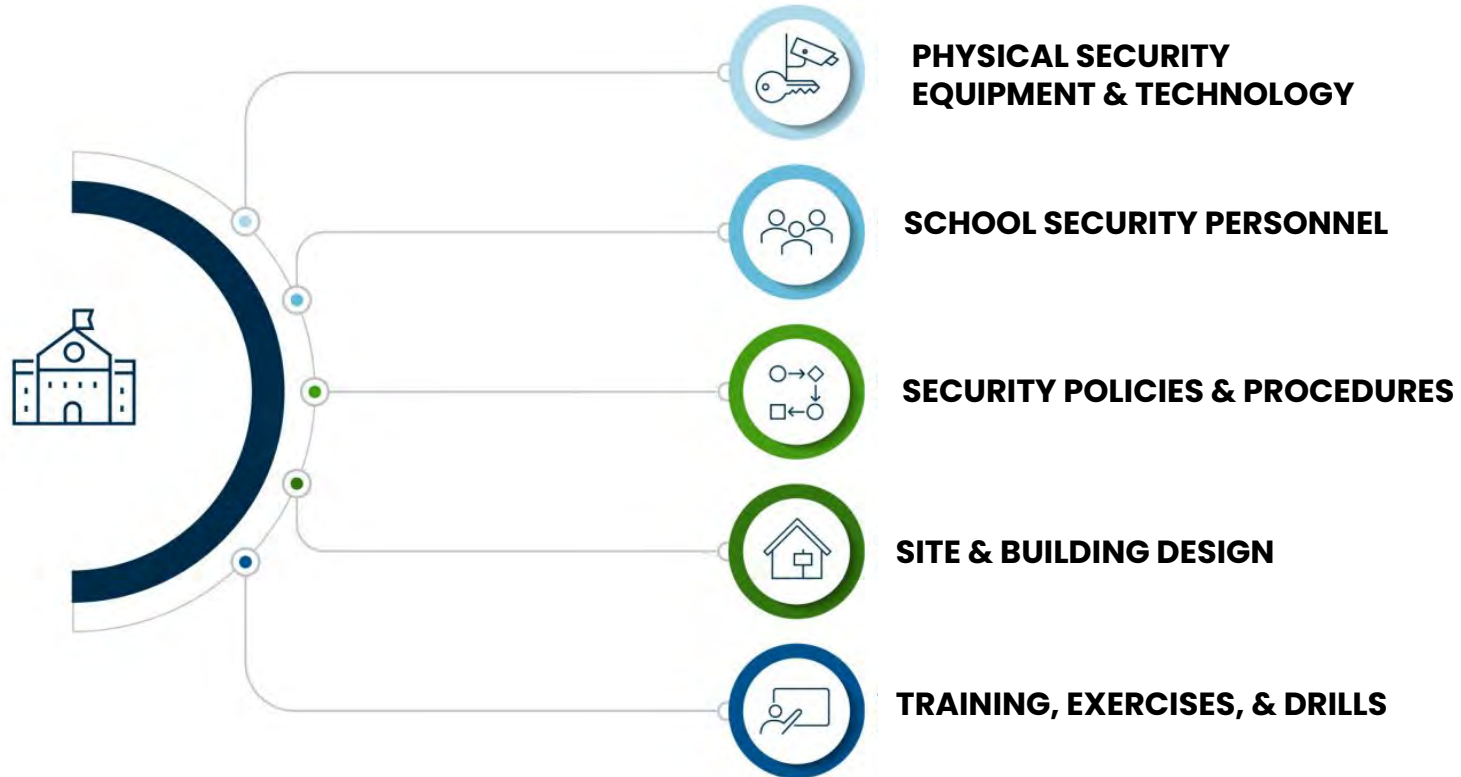 PHYSICAL SECURITY
EQUIPMENT & TECHNOLOGY
SCHOOL SECURITY PERSONNEL
SECURITY POLICIES & PROCEDURES
SITE & BUILDING DESIGN
TRAINING, EXERCISES, & DRILLS